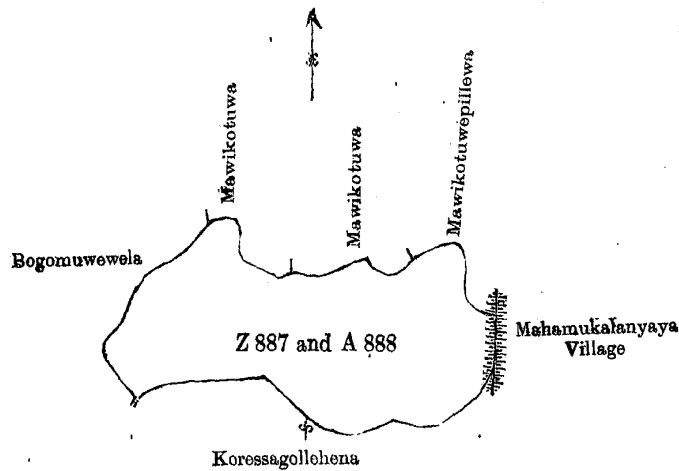 Mawikotuwa
Mawikotuwa
Mawikotuwepillewa
Bogomuwewela
Z 887 and A 888
Mahamukalanyaya
Village
Koressagollehena